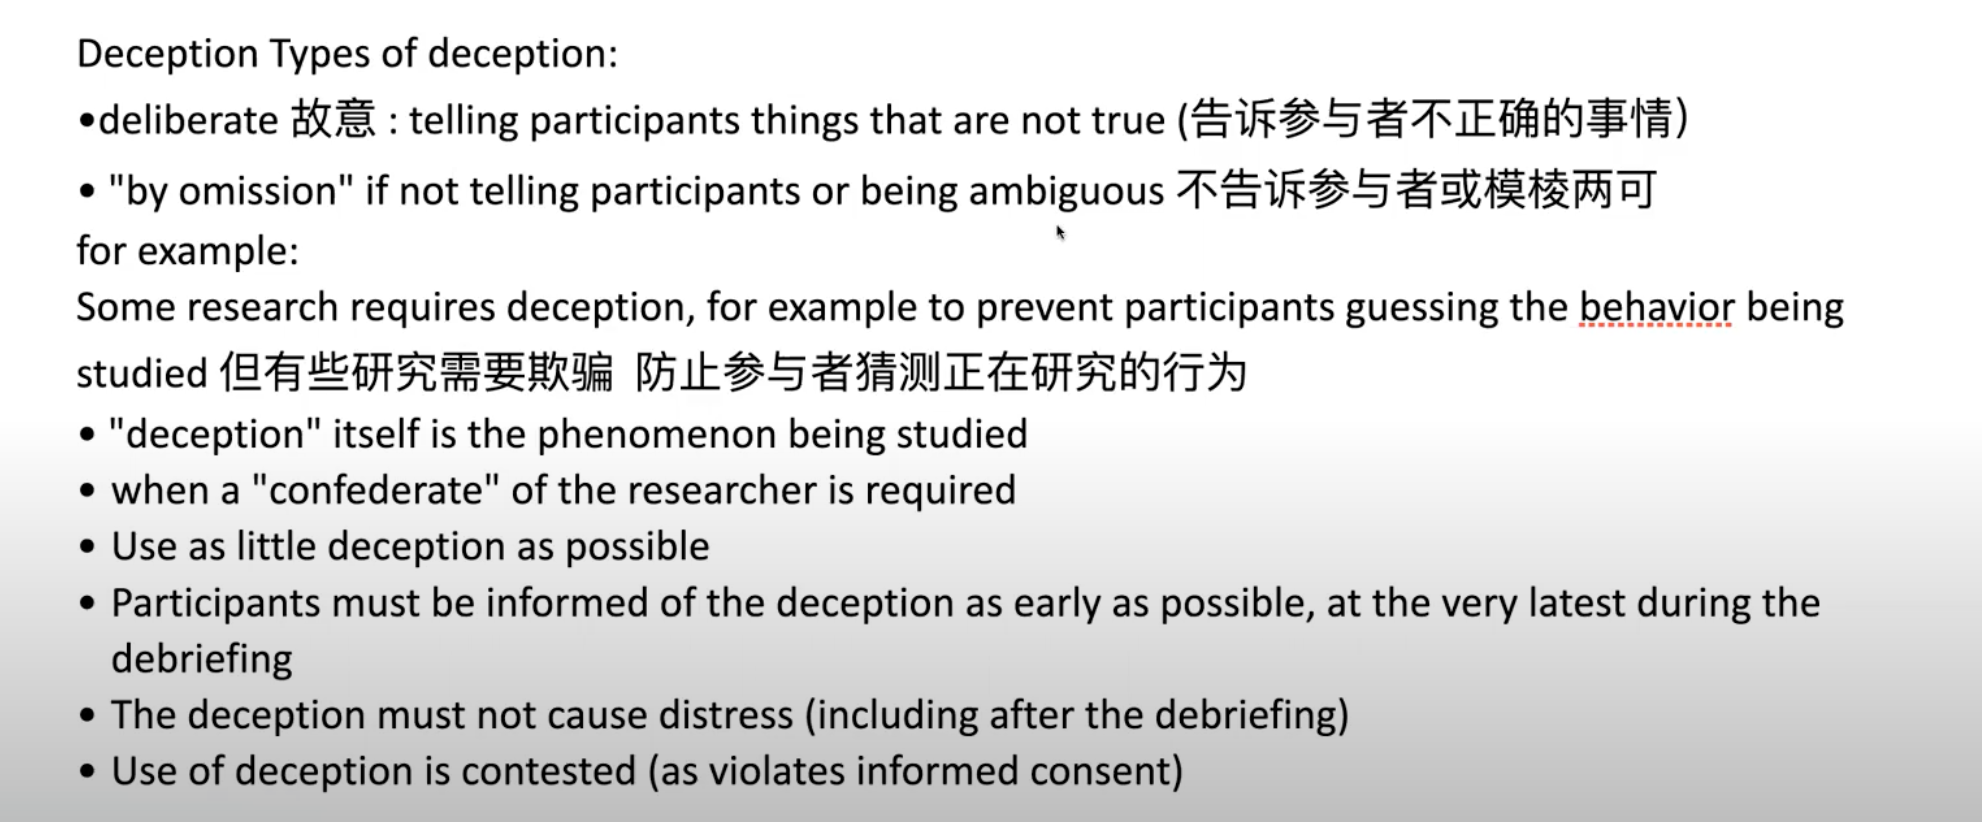 Deception Types of deception:
•deliberate 故意 : telling participants things that are not true (告诉参与者不正确的事情)
• "by omission" if not telling participants or being ambiguous 不告诉参与者或模棱两可
for example:
Some research requires deception, for example to prevent participants guessing the behavior being
studied 但有些研究需要欺骗 防止参与者猜测正在研究的行为
• "deception" itself is the phenomenon being studied
• when a "confederate" of the researcher is required
• Use as little deception as possible
• Participants must be informed of the deception as early as possible, at the very latest during the
debriefing
• The deception must not cause distress (including after the debriefing)
• Use of deception is contested (as violates informed consent)